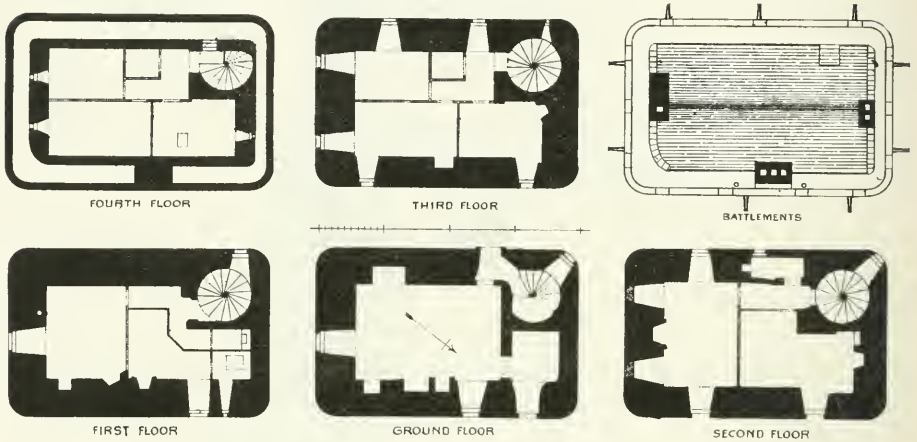 FOURTH FLOOR
THIRD FLOOR
BATTLEMENTS
FIRST FLOOR
GROUND FLOOR
SECOND FLOOR